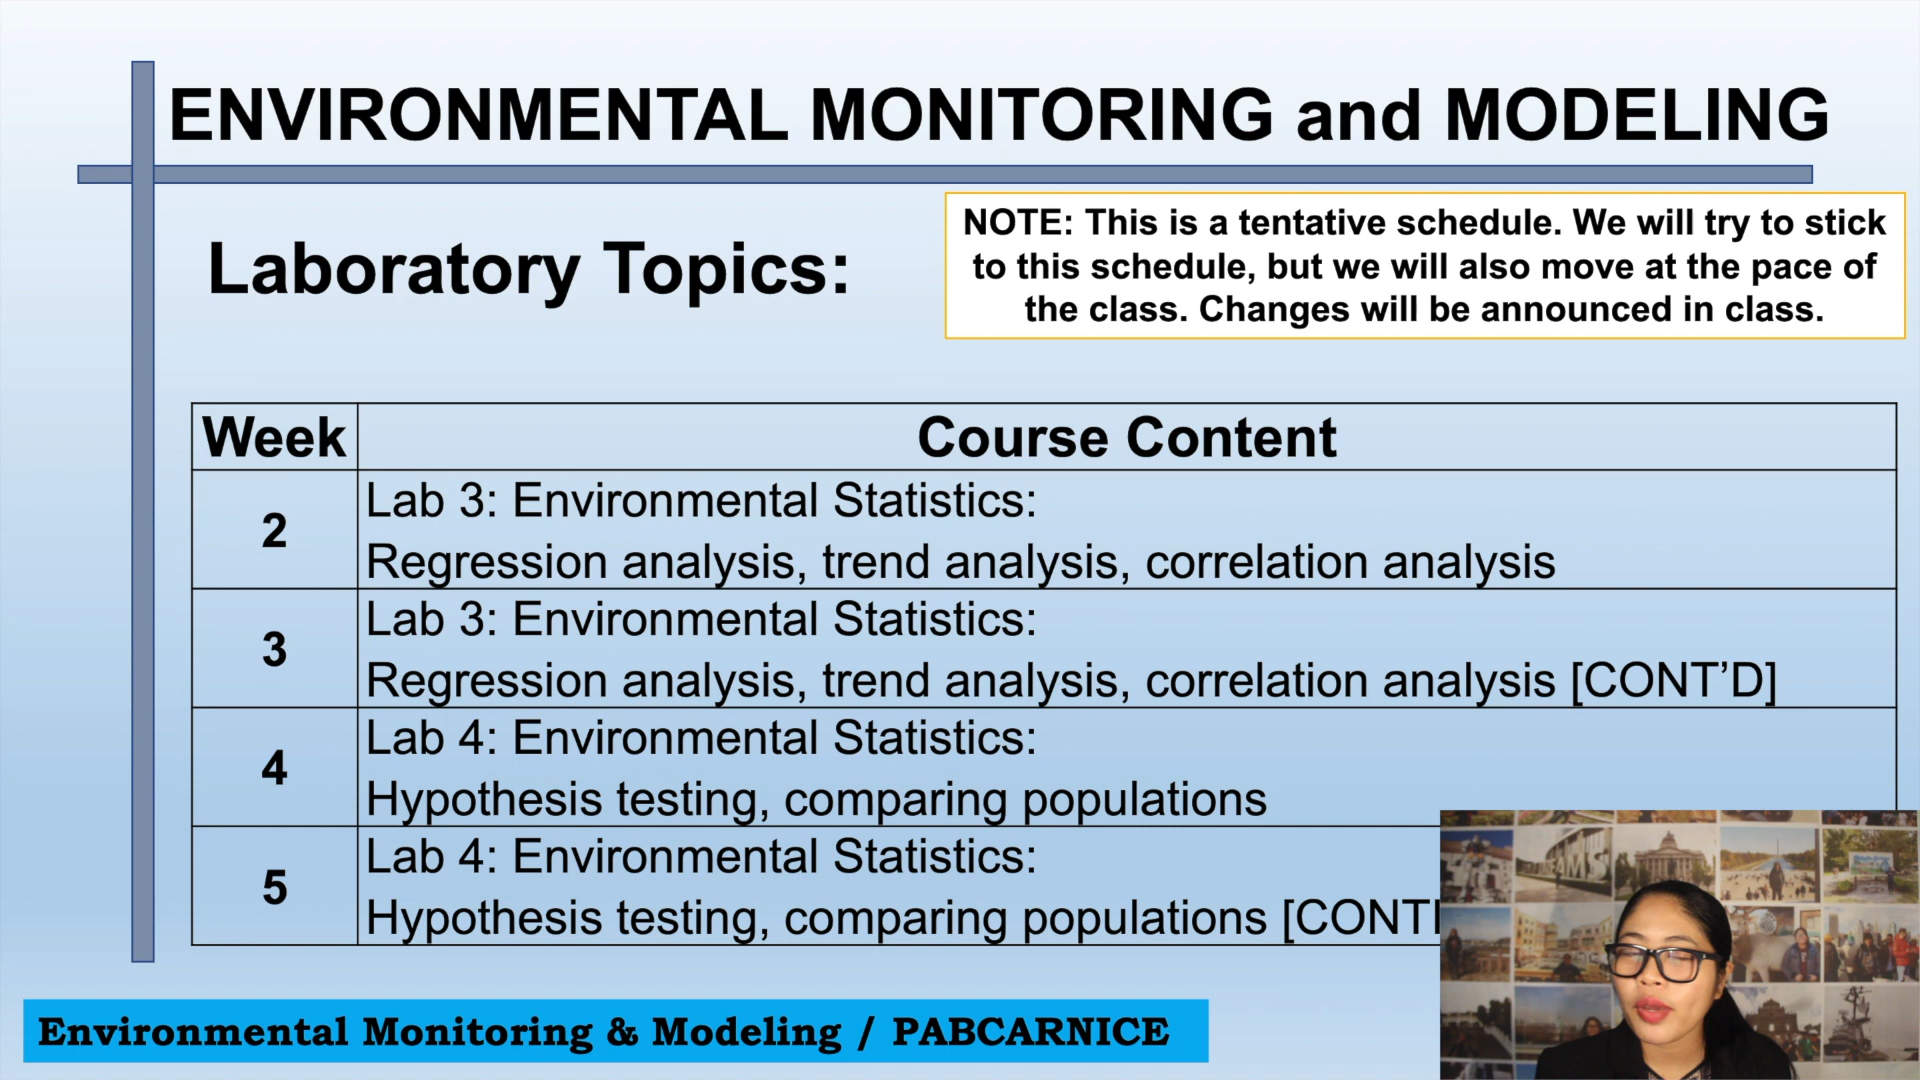 ENVIRONMENTAL MONITORING and MODELING
Laboratory Topics:
NOTE: This is a tentative schedule. We will try to stick
to this schedule, but we will also move at the pace of
the class. Changes will be announced in class.
Week Course Content
2
Lab 3: Environmental Statistics:
Regression analysis, trend analysis, correlation analysis
3
Lab 3: Environmental Statistics:
Regression analysis, trend analysis, correlation analysis [CONT’D]
4
Lab 4: Environmental Statistics:
Hypothesis testing, comparing populations
5
Lab 4: Environmental Statistics:
Hypothesis testing, comparing populations
Environmental Monitoring & Modeling / PABCARNICE